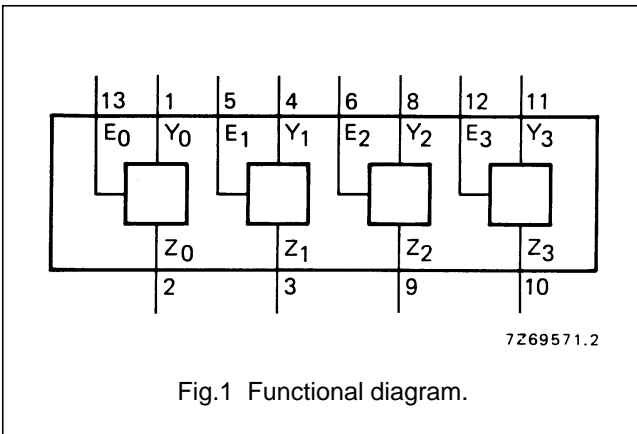 13 1 5 4 6 8 12 11
E0 Y0 E1 Y1 E2 Y2 E3 Y3
Z0 Z1 Z2 Z3
2 3 9 10
7Z69571.2
Fig.1 Functional diagram.